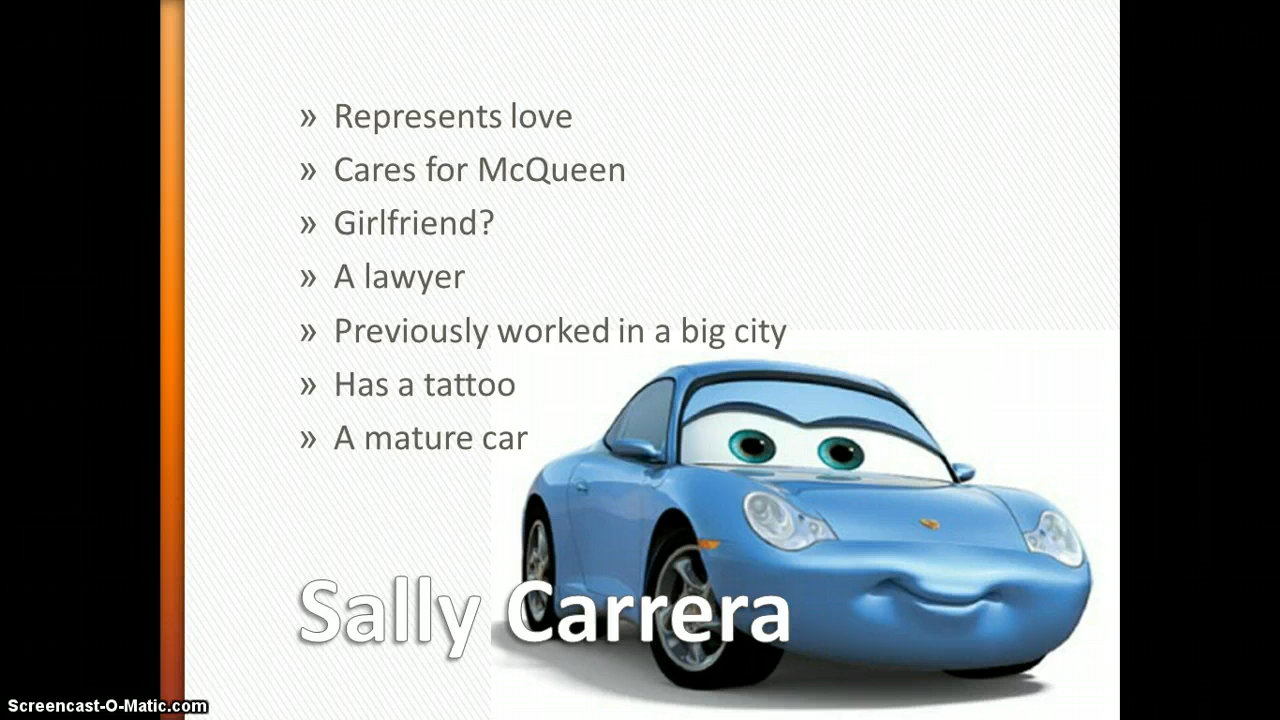 » Represents love
» Cares for McQueen
» Girlfriend?
» A lawyer
» Previously worked in a big city
» Has a tattoo
» A mature car
Sally Carrera
Screencast-O-Matic.com